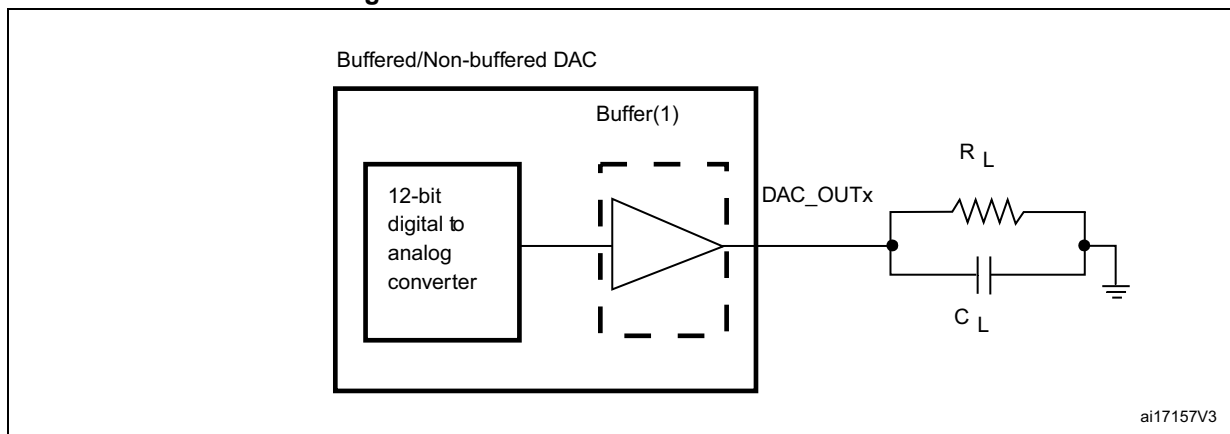 Buffered/Non-buffered DAC
Buffer(1)
12-bit
digital to
analog
converter
DAC_OUTx
R L
C L
ai17157V3